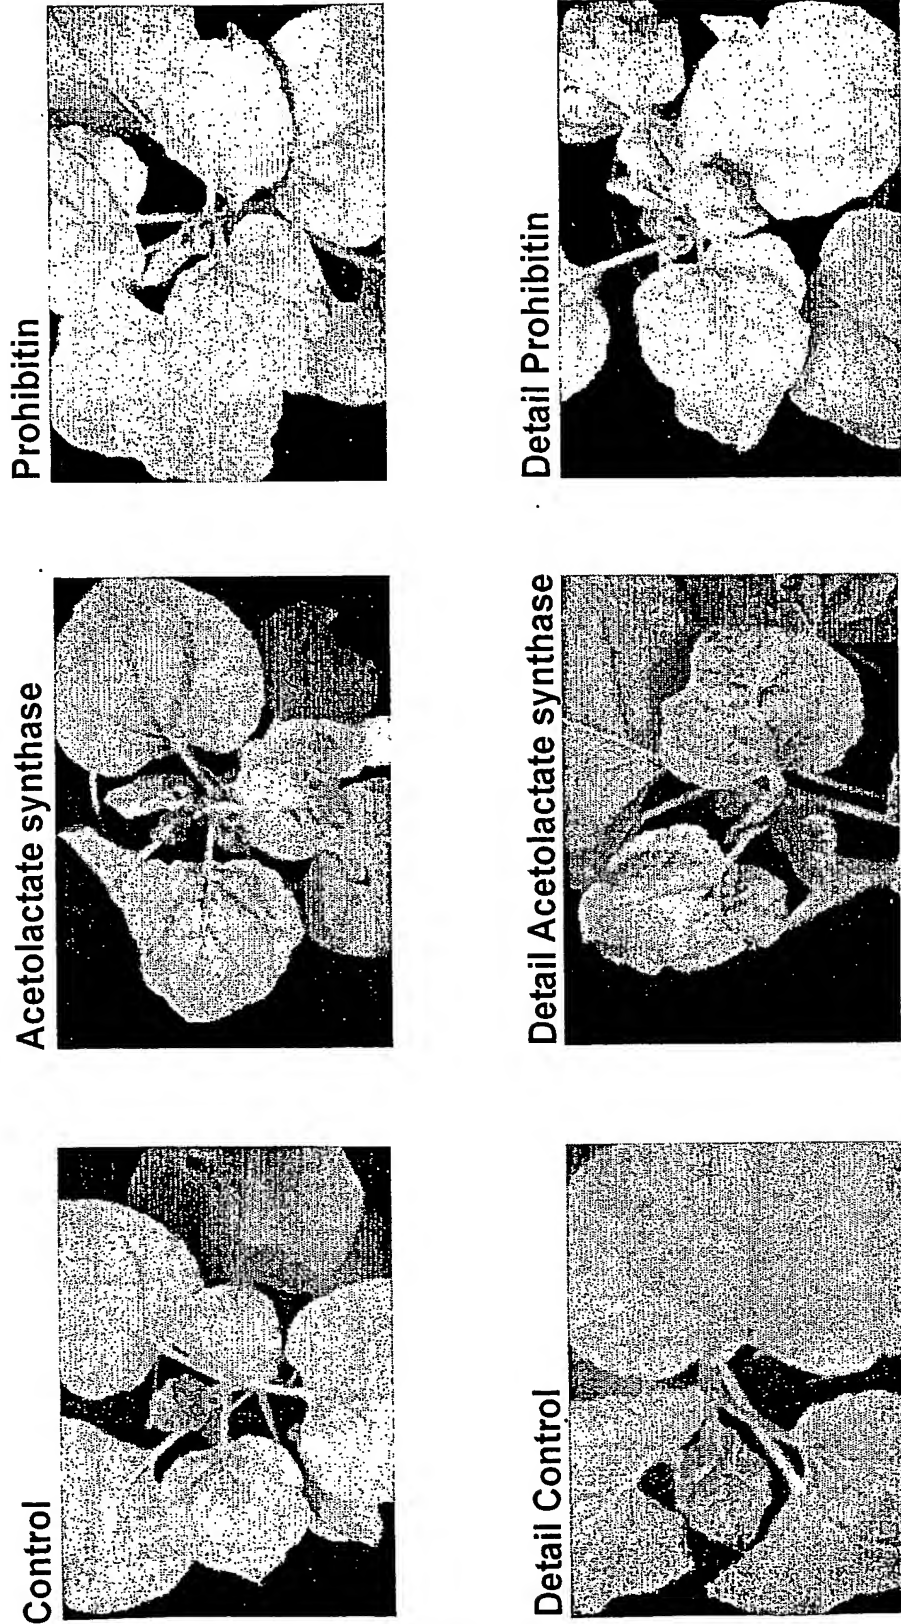 Control
Acetolactate synthase
Prohibitin
Detail Control
Detail Acetolactate synthase
Detail Prohibitin